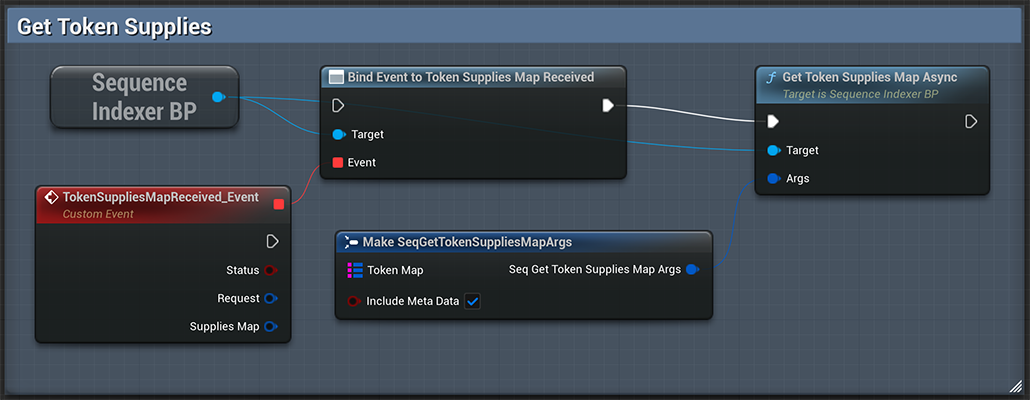 Get Token Supplies
Sequence
Indexer BP
Bind Event to Token Supplies Map Received
Target
Event
Get Token Supplies Map Async
Target is Sequence Indexer BP
Target
Args
TokenSuppliesMapReceived_Event
Custom Event
Status
Request
Supplies Map
Make SeqGetTokenSuppliesMapArgs
Token Map
Seq Get Token Supplies Map Args
Include Meta Data